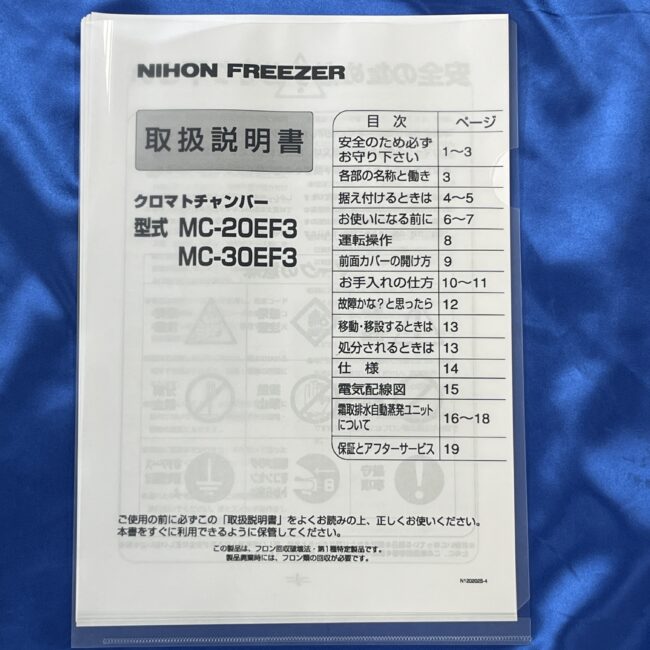 NIHON FREEZER
取扱説明書
クロマトチャンバー
型式 MC-20EF3
MC-30EF3
目次 ページ
安全のため必ず
お守り下さい 1～3
各部の名称と働き 3
据え付けるときは 4～5
お使いになる前に 6～7
運転操作 8
前面カバーの開け方 9
お手入れの仕方 10～11
故障かな？と思ったら 12
移動・移設するときは 13
処分されるときは 13
仕様 14
電気配線図 15
霜取排水自動蒸発ユニット
について 16～18
保証とアフターサービス 19
ご使用の前に必ずこの「取扱説明書」をよくお読みの上、正しくお使いください。
本書をすぐに利用できるように保管してください。
この製品は、フロン回収破壊法・第1種特定製品です。
製品廃棄時には、フロン類の回収が必要です。